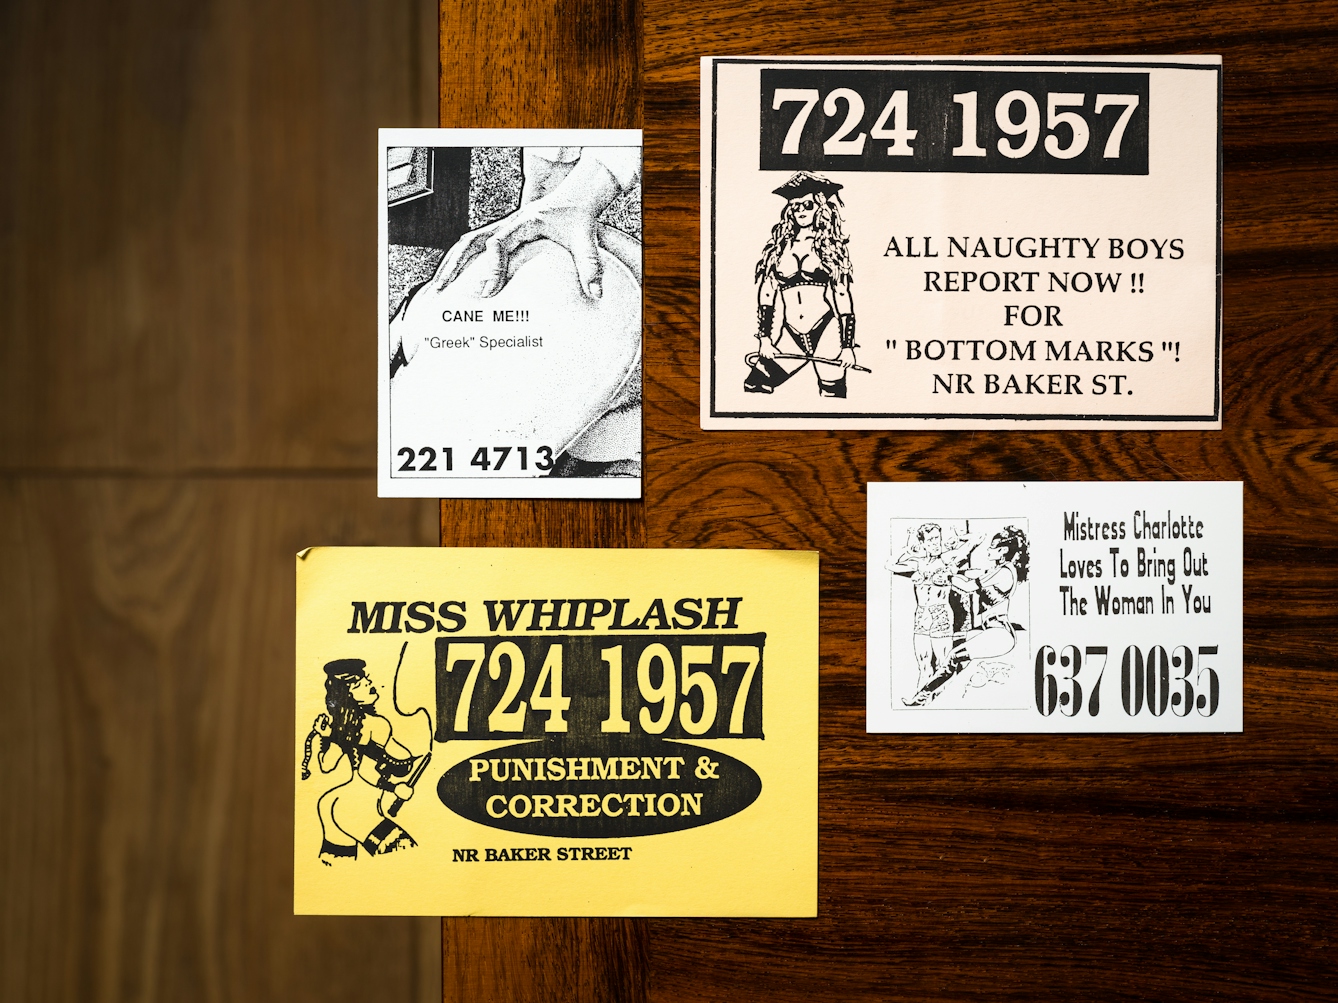 CANE ME!!!
"Greek" Specialist
221 4713
724 1957
ALL NAUGHTY BOYS
REPORT NOW !!
FOR
" BOTTOM MARKS "!
NR BAKER ST.
MISS WHIPLASH
724 1957
PUNISHMENT &
CORRECTION
NR BAKER STREET
Mistress Charlotte
Loves To Bring Out
The Woman In You
637 0035